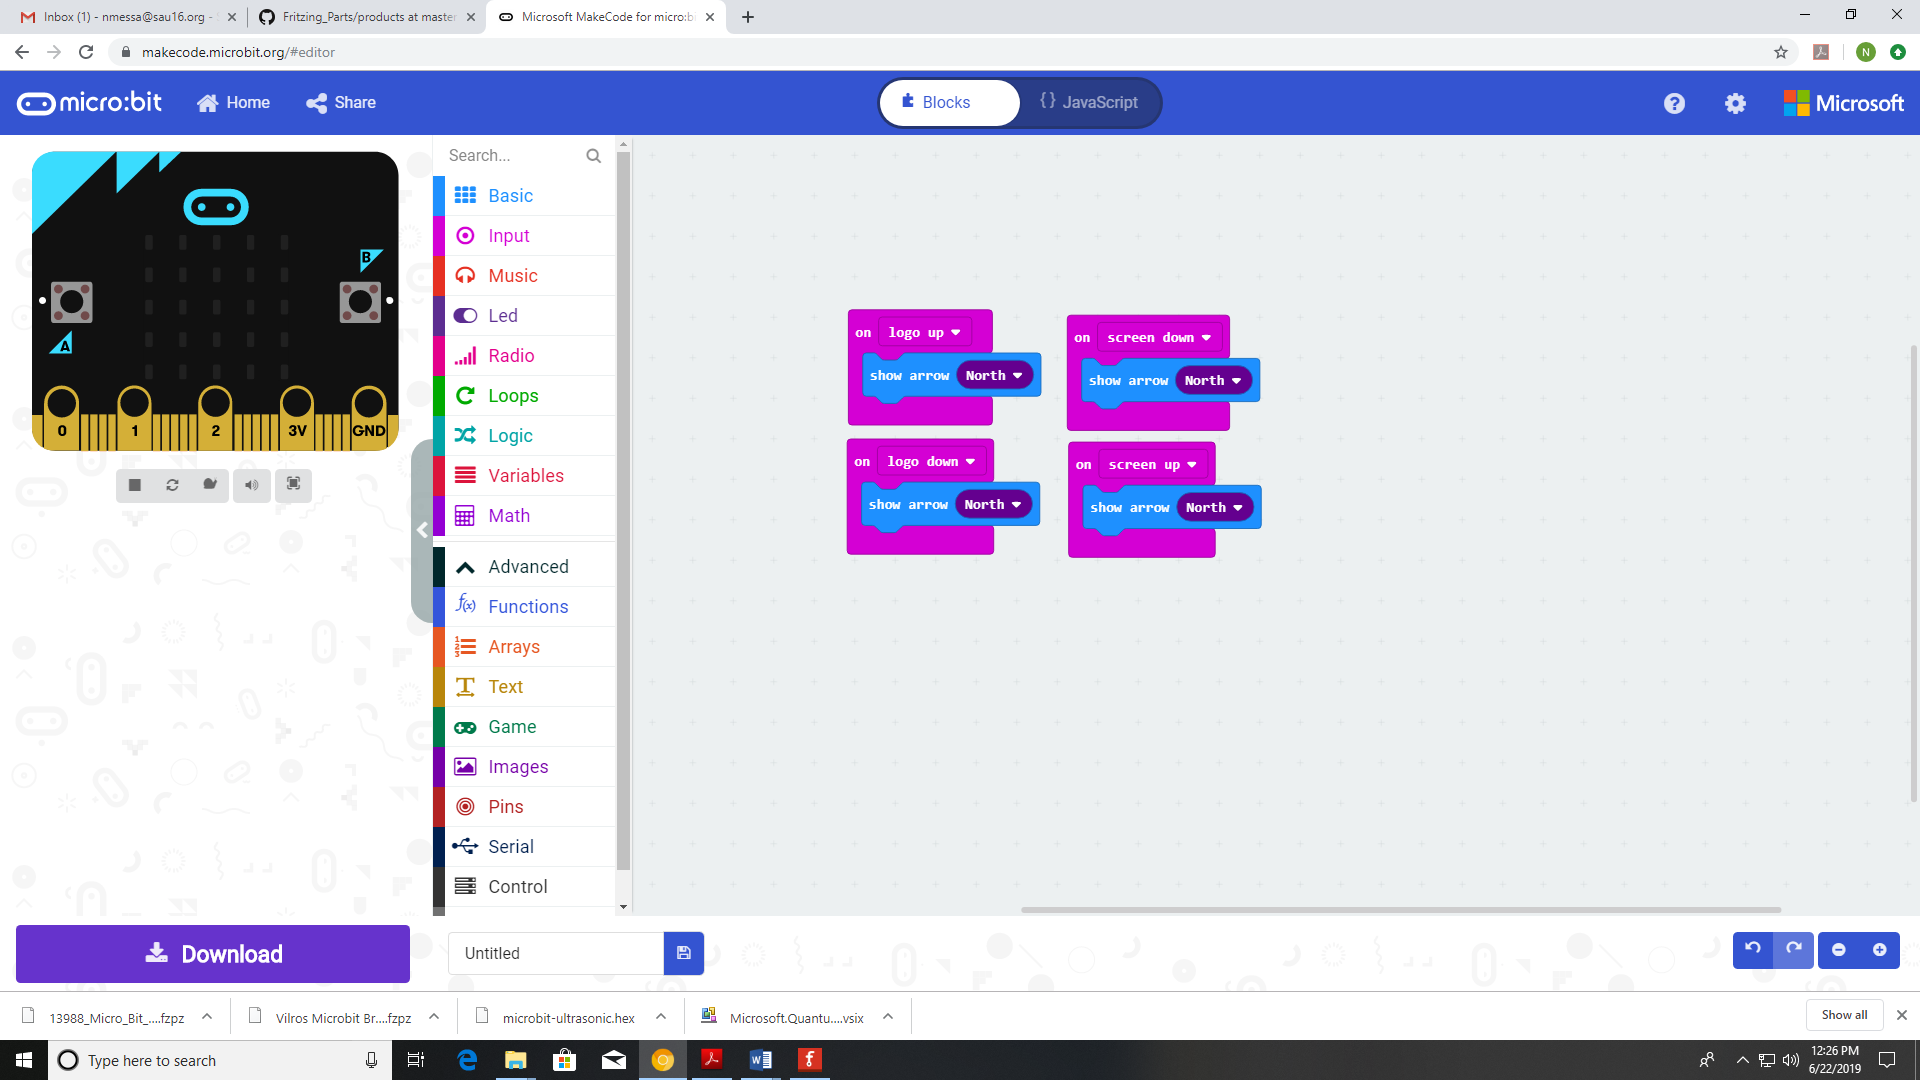 Inbox (1) - nmessa@sau16.org - S
Fritzing_Parts/products at master
Microsoft MakeCode for micro:bi
makecode.microbit.org/#editor
N
micro:bit
Home
Share
Blocks
{} JavaScript
?
Microsoft
B
A
0 1 2 3V GND
Search...
Basic
Input
Music
Led
Radio
Loops
Logic
Variables
Math
Advanced
f(x) Functions
Arrays
Text
Game
Images
Pins
Serial
Control
on logo up
show arrow North
on screen down
show arrow North
on logo down
show arrow North
on screen up
show arrow North
Download
Untitled
13988_Micro_Bit_....fzpz
Vilros Microbit Br....fzpz
microbit-ultrasonic.hex
Microsoft.Quantu....vsix
Show all
Type here to search
12:26 PM
6/22/2019